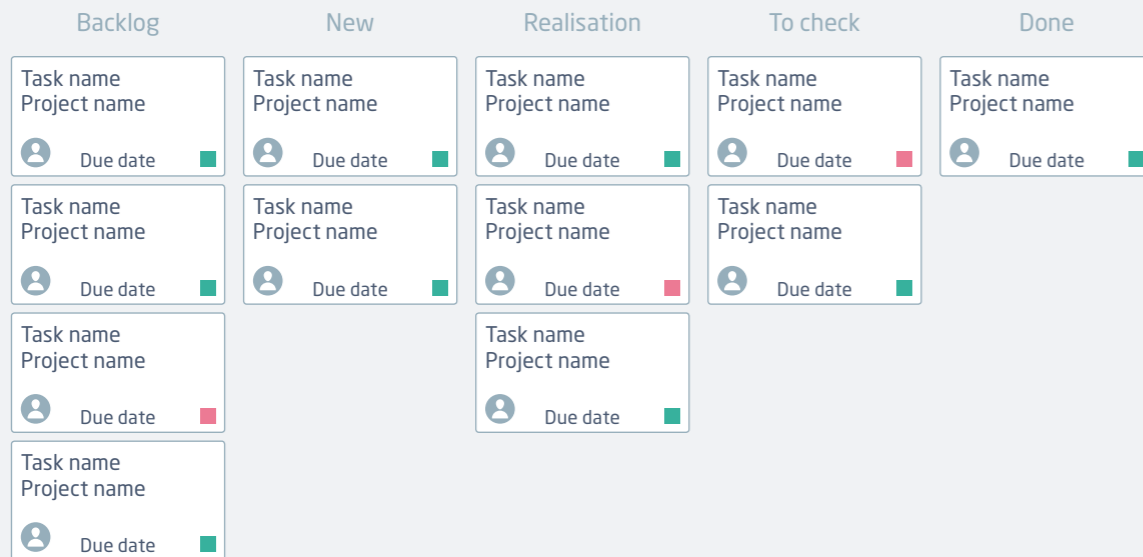 Backlog
New
Realisation
To check
Done
Task name
Project name
Due date
Task name
Project name
Due date
Task name
Project name
Due date
Task name
Project name
Due date
Task name
Project name
Due date
Task name
Project name
Due date
Task name
Project name
Due date
Task name
Project name
Due date
Task name
Project name
Due date
Task name
Project name
Due date
Task name
Project name
Due date
Task name
Project name
Due date